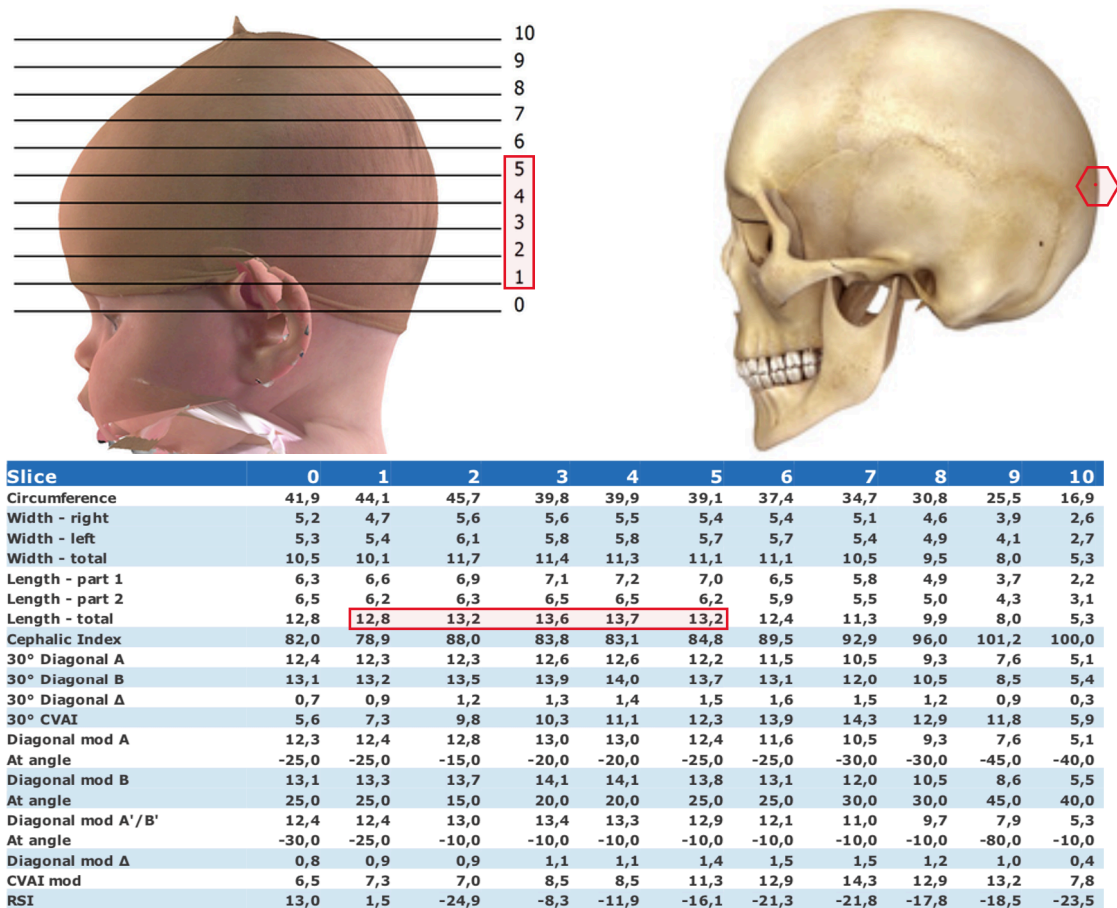 10
9
8
7
6
5
4
3
2
1
0
Slice 0 1 2 3 4 5 6 7 8 9 10
Circumference 41,9 44,1 45,7 39,8 39,9 39,1 37,4 34,7 30,8 25,5 16,9
Width - right 5,2 4,7 5,6 5,6 5,5 5,4 5,4 5,1 4,6 3,9 2,6
Width - left 5,3 5,4 6,1 5,8 5,8 5,7 5,7 5,4 4,9 4,1 2,7
Width - total 10,5 10,1 11,7 11,4 11,3 11,1 11,1 10,5 9,5 8,0 5,3
Length - part 1 6,3 6,6 6,9 7,1 7,2 7,0 6,5 5,8 4,9 3,7 2,2
Length - part 2 6,5 6,2 6,3 6,5 6,5 6,2 5,9 5,5 5,0 4,3 3,1
Length - total 12,8 12,8 13,2 13,6 13,7 13,2 12,4 11,3 9,9 8,0 5,3
Cephalic Index 82,0 78,9 88,0 83,8 83,1 84,8 89,5 92,9 96,0 101,2 100,0
30° Diagonal A 12,4 12,3 12,3 12,6 12,6 12,2 11,5 10,5 9,3 7,6 5,1
30° Diagonal B 13,1 13,2 13,5 13,9 14,0 13,7 13,1 12,0 10,5 8,5 5,4
30° Diagonal Δ 0,7 0,9 1,2 1,3 1,4 1,5 1,6 1,5 1,2 0,9 0,3
30° CVAI 5,6 7,3 9,8 10,3 11,1 12,3 13,9 14,3 12,9 11,8 5,9
Diagonal mod A 12,3 12,4 12,8 13,0 13,0 12,4 11,6 10,5 9,3 7,6 5,1
At angle -25,0 -25,0 -15,0 -20,0 -20,0 -25,0 -25,0 -30,0 -30,0 -45,0 -40,0
Diagonal mod B 13,1 13,3 13,7 14,1 14,1 13,8 13,1 12,0 10,5 8,6 5,5
At angle 25,0 25,0 15,0 20,0 20,0 25,0 25,0 30,0 30,0 45,0 40,0
Diagonal mod A'/B' 12,4 12,4 13,0 13,4 13,3 12,9 12,1 11,0 9,7 7,9 5,3
At angle -30,0 -25,0 -10,0 -10,0 -10,0 -10,0 -10,0 -10,0 -10,0 -80,0 -10,0
Diagonal mod Δ 0,8 0,9 0,9 1,1 1,1 1,4 1,5 1,5 1,2 1,0 0,4
CVAI mod 6,5 7,3 7,0 8,5 8,5 11,3 12,9 14,3 12,9 13,2 7,8
RSI 13,0 1,5 -24,9 -8,3 -11,9 -16,1 -21,3 -21,8 -17,8 -18,5 -23,5